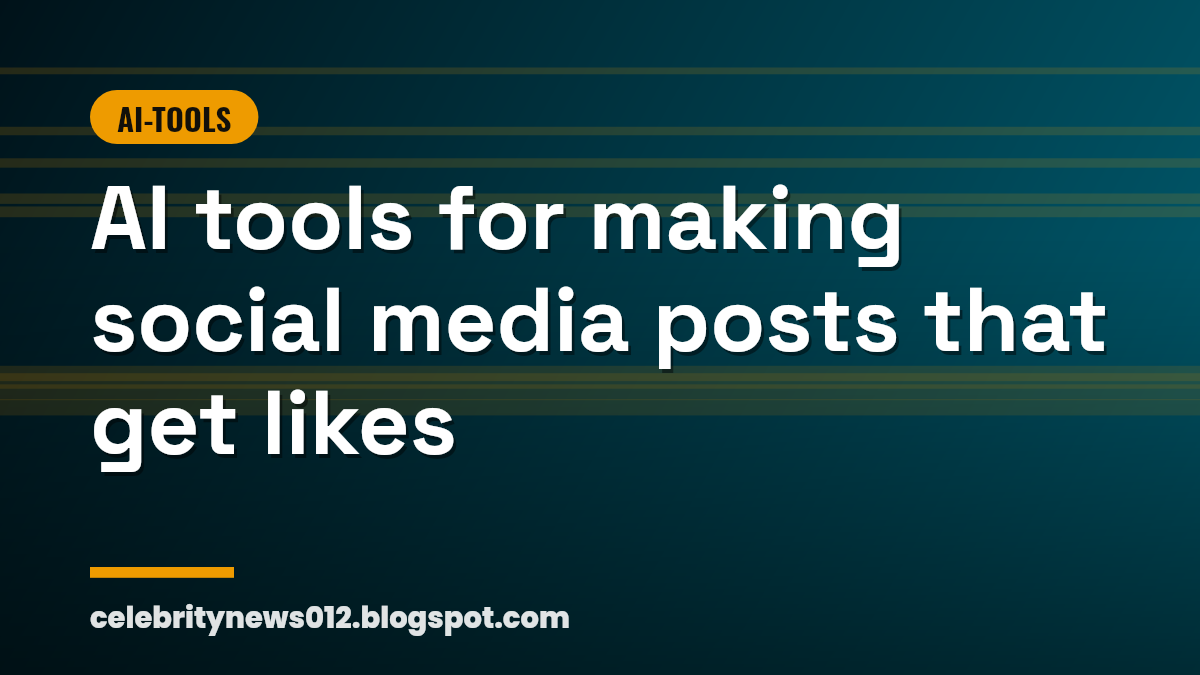 AI-TOOLS
AI tools for making
social media posts that
get likes
celebritynews012.blogspot.com